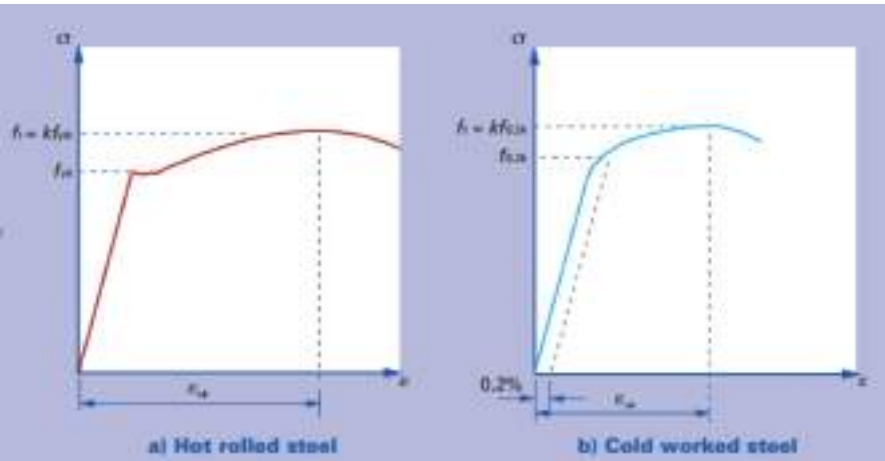 σ
fₜ = kfyk
fyk
ε
εuk
a) Hot rolled steel
σ
fₜ = kf0,2k
f0,2k
0,2%
ε
εuk
b) Cold worked steel